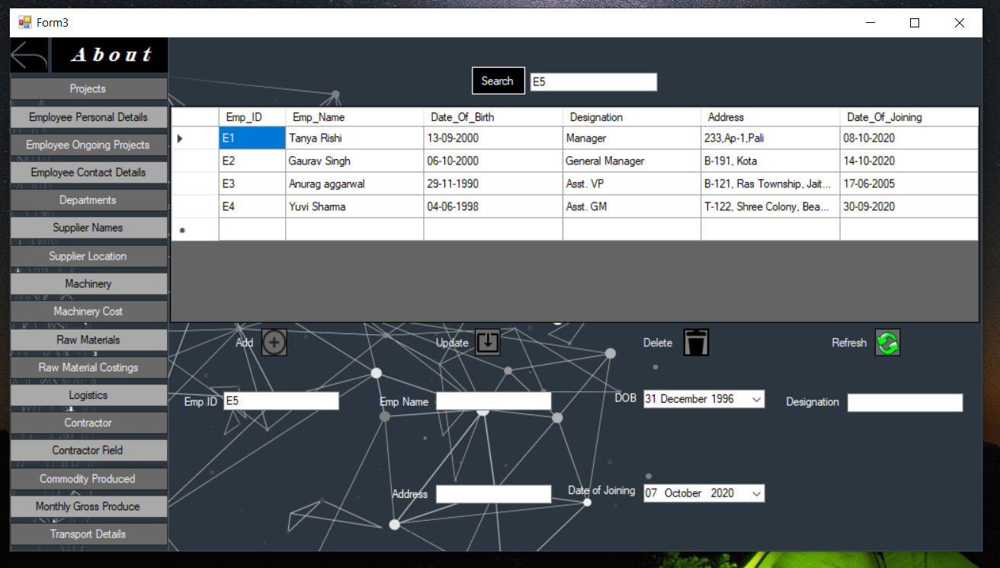 Form3
About
Projects
Employee Personal Details
Employee Ongoing Projects
Employee Contact Details
Departments
Supplier Names
Supplier Location
Machinery
Machinery Cost
Raw Materials
Raw Material Costings
Logistics
Contractor
Contractor Field
Commodity Produced
Monthly Gross Produce
Transport Details
Search E5
Emp_ID Emp_Name Date_Of_Birth Designation Address Date_Of_Joining
E1 Tanya Rishi 13-09-2000 Manager 233,Ap-1,Pali 08-10-2020
E2 Gaurav Singh 06-10-2000 General Manager B-191, Kota 14-10-2020
E3 Anurag aggarwal 29-11-1990 Asst. VP B-121, Ras Township, Jait... 17-06-2005
E4 Yuvi Sharma 04-06-1998 Asst. GM T-122, Shree Colony, Bea... 30-09-2020
Add Update Delete Refresh
Emp ID E5 Emp Name DOB 31 December 1996 Designation
Address Date of Joining 07 October 2020